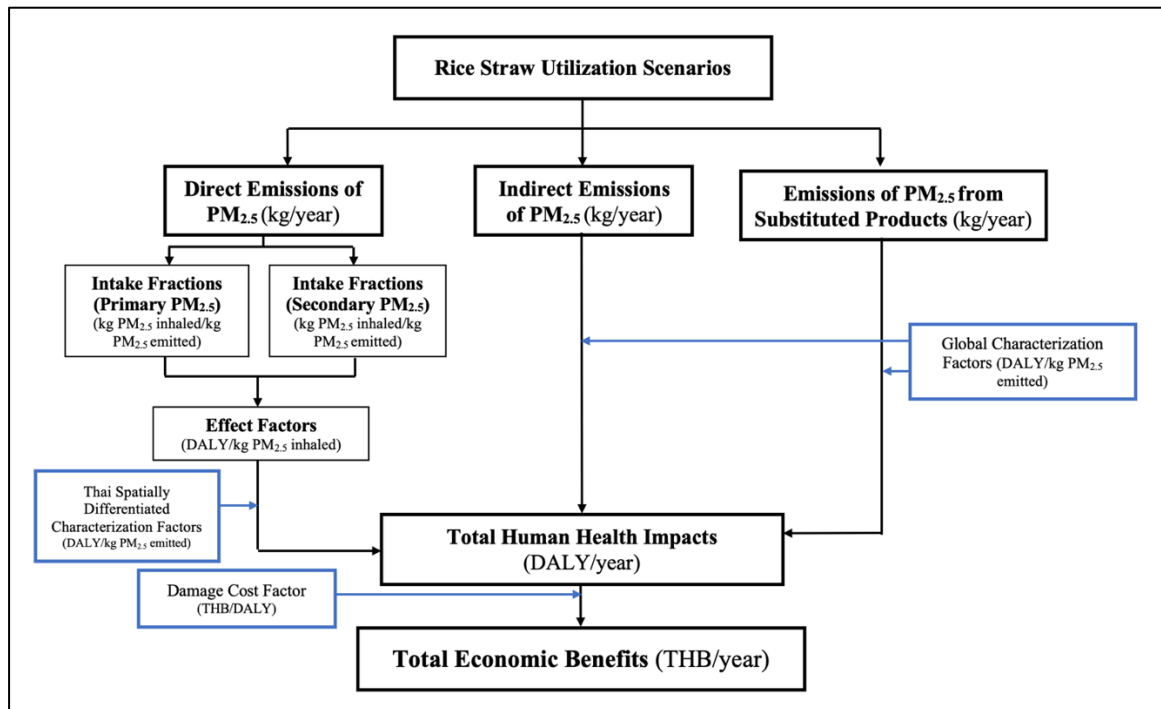 Rice Straw Utilization Scenarios
Direct Emissions of
PM₂.₅ (kg/year)
Indirect Emissions
of PM₂.₅ (kg/year)
Emissions of PM₂.₅ from
Substituted Products (kg/year)
Intake Fractions
(Primary PM₂.₅)
(kg PM₂.₅ inhaled/kg
PM₂.₅ emitted)
Intake Fractions
(Secondary PM₂.₅)
(kg PM₂.₅ inhaled/kg
PM₂.₅ emitted)
Global Characterization
Factors (DALY/kg PM₂.₅
emitted)
Effect Factors
(DALY/kg PM₂.₅ inhaled)
Thai Spatially
Differentiated
Characterization Factors
(DALY/kg PM₂.₅ emitted)
Total Human Health Impacts
(DALY/year)
Damage Cost Factor
(THB/DALY)
Total Economic Benefits (THB/year)